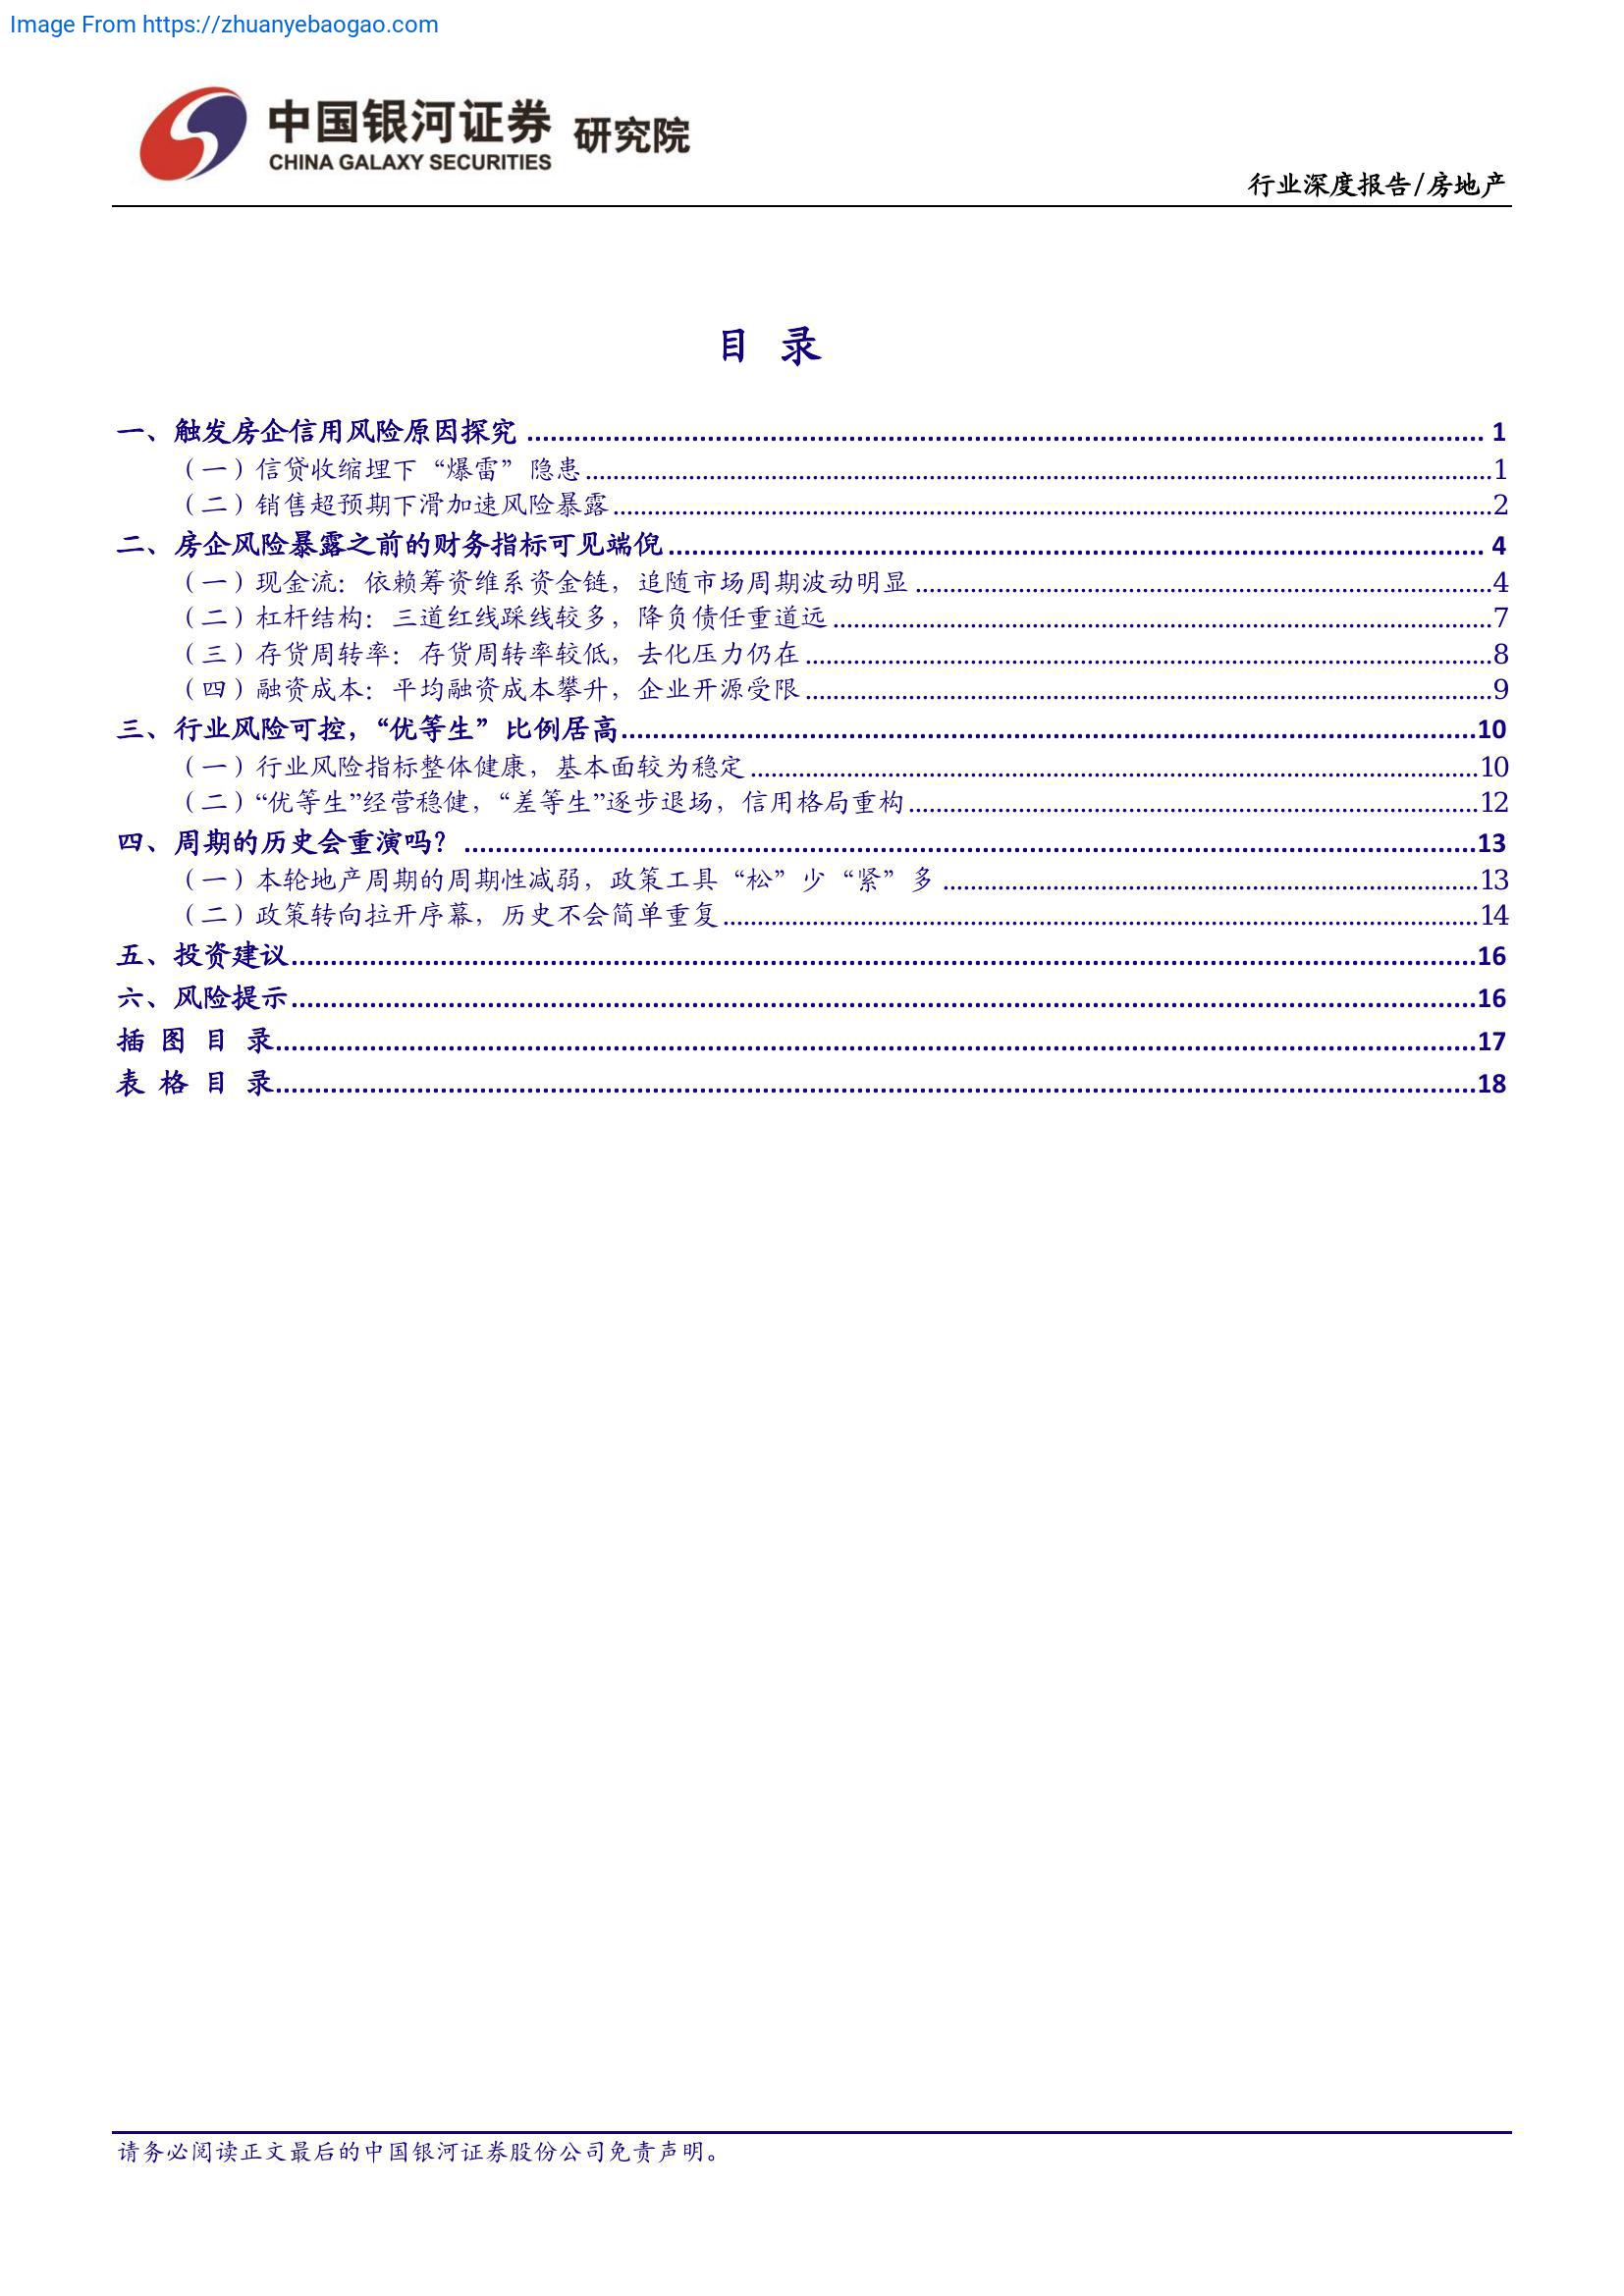 Image From https://zhuanyebaogao.com
中国银河证券 研究院
CHINA GALAXY SECURITIES
行业深度报告/房地产
目 录
一、触发房企信用风险原因探究 1
（一）信贷收缩埋下“爆雷”隐患 1
（二）销售超预期下滑加速风险暴露 2
二、房企风险暴露之前的财务指标可见端倪 4
（一）现金流：依赖筹资维系资金链，追随市场周期波动明显 4
（二）杠杆结构：三道红线踩线较多，降负债任重道远 7
（三）存货周转率：存货周转率较低，去化压力仍在 8
（四）融资成本：平均融资成本攀升，企业开源受限 9
三、行业风险可控，“优等生”比例居高 10
（一）行业风险指标整体健康，基本面较为稳定 10
（二）“优等生”经营稳健，“差等生”逐步退场，信用格局重构 12
四、周期的历史会重演吗？ 13
（一）本轮地产周期的周期性减弱，政策工具“松”少“紧”多 13
（二）政策转向拉开序幕，历史不会简单重复 14
五、投资建议 16
六、风险提示 16
插 图 目 录 17
表 格 目 录 18
请务必阅读正文最后的中国银河证券股份公司免责声明。